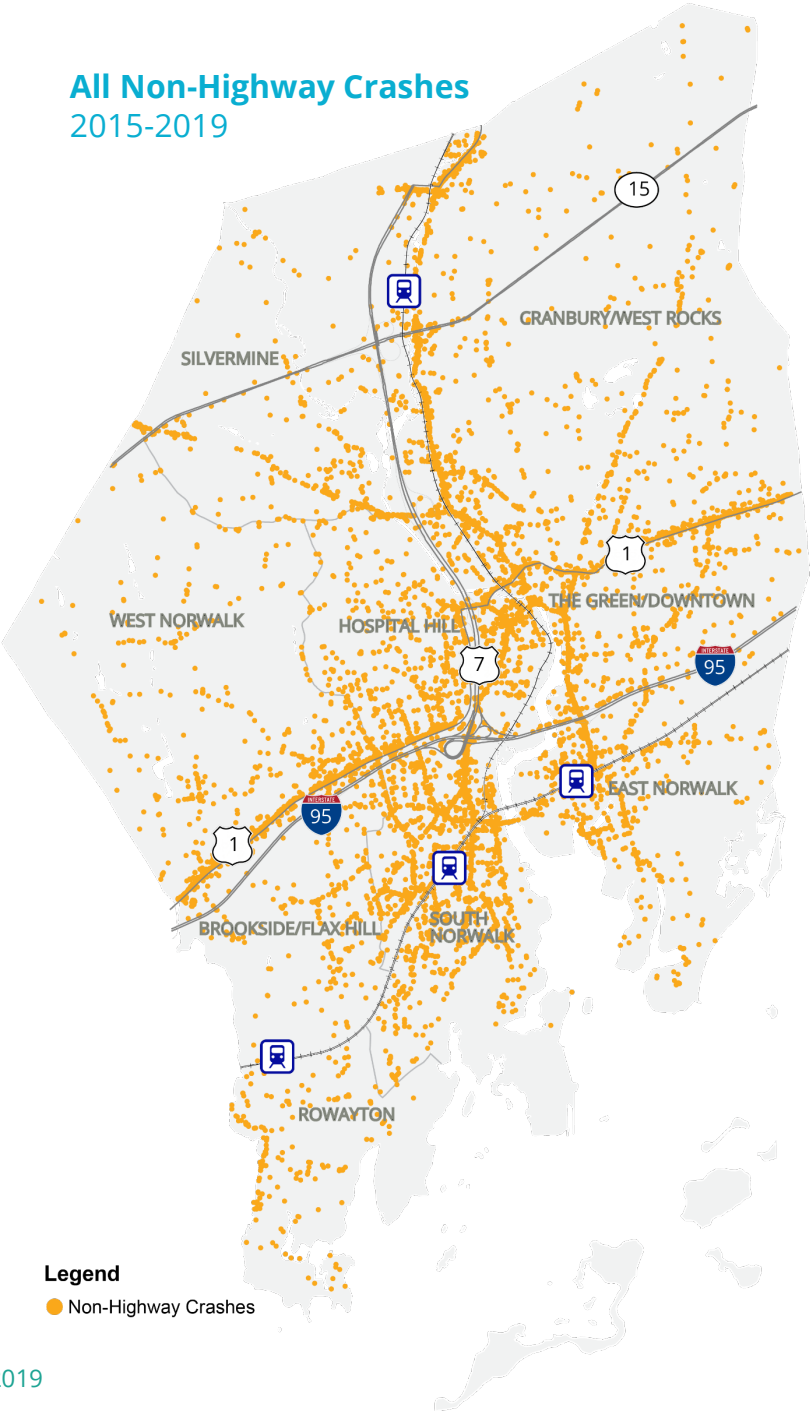 All Non-Highway Crashes
2015-2019
15
CRANBURY/WEST ROCKS
SILVERMINE
1
THE GREEN/DOWNTOWN
WEST NORWALK
HOSPITAL HILL
7
INTERSTATE
95
EAST NORWALK
INTERSTATE
95
1
SOUTH
NORWALK
BROOKSIDE/FLAX HILL
ROWAYTON
Legend
Non-Highway Crashes
019